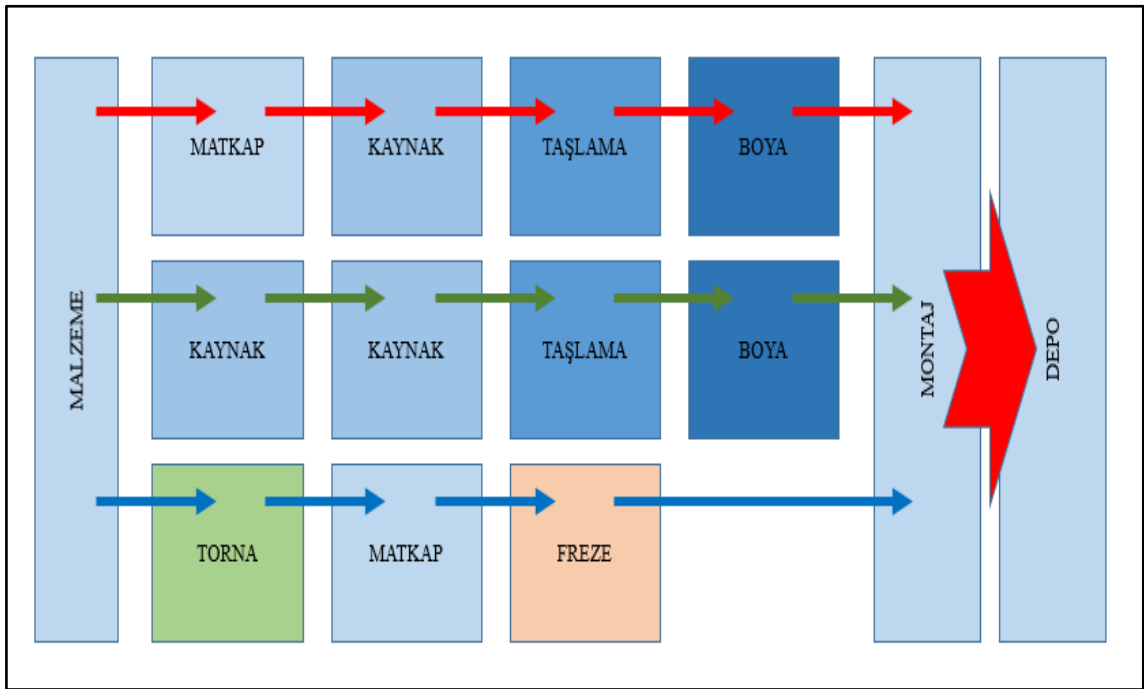 MALZEME
MATKAP
KAYNAK
TAŞLAMA
BOYA
KAYNAK
KAYNAK
TAŞLAMA
BOYA
TORNA
MATKAP
FREZE
MONTAJ
DEPO